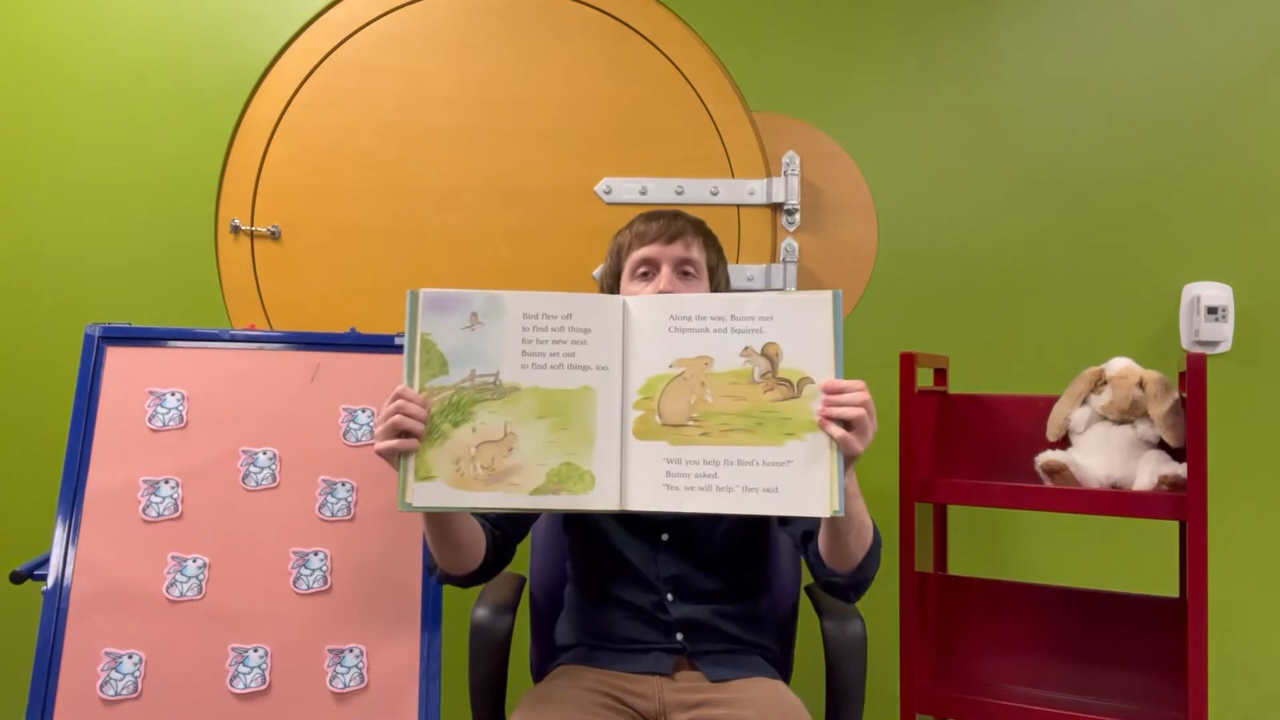 Bird flew off
to find soft things
for her new nest.
Bunny set out
to find soft things, too.
Along the way, Bunny met
Chipmunk and Squirrel.
"Will you help fix Bird's home?"
Bunny asked.
"Yes, we will help," they said.